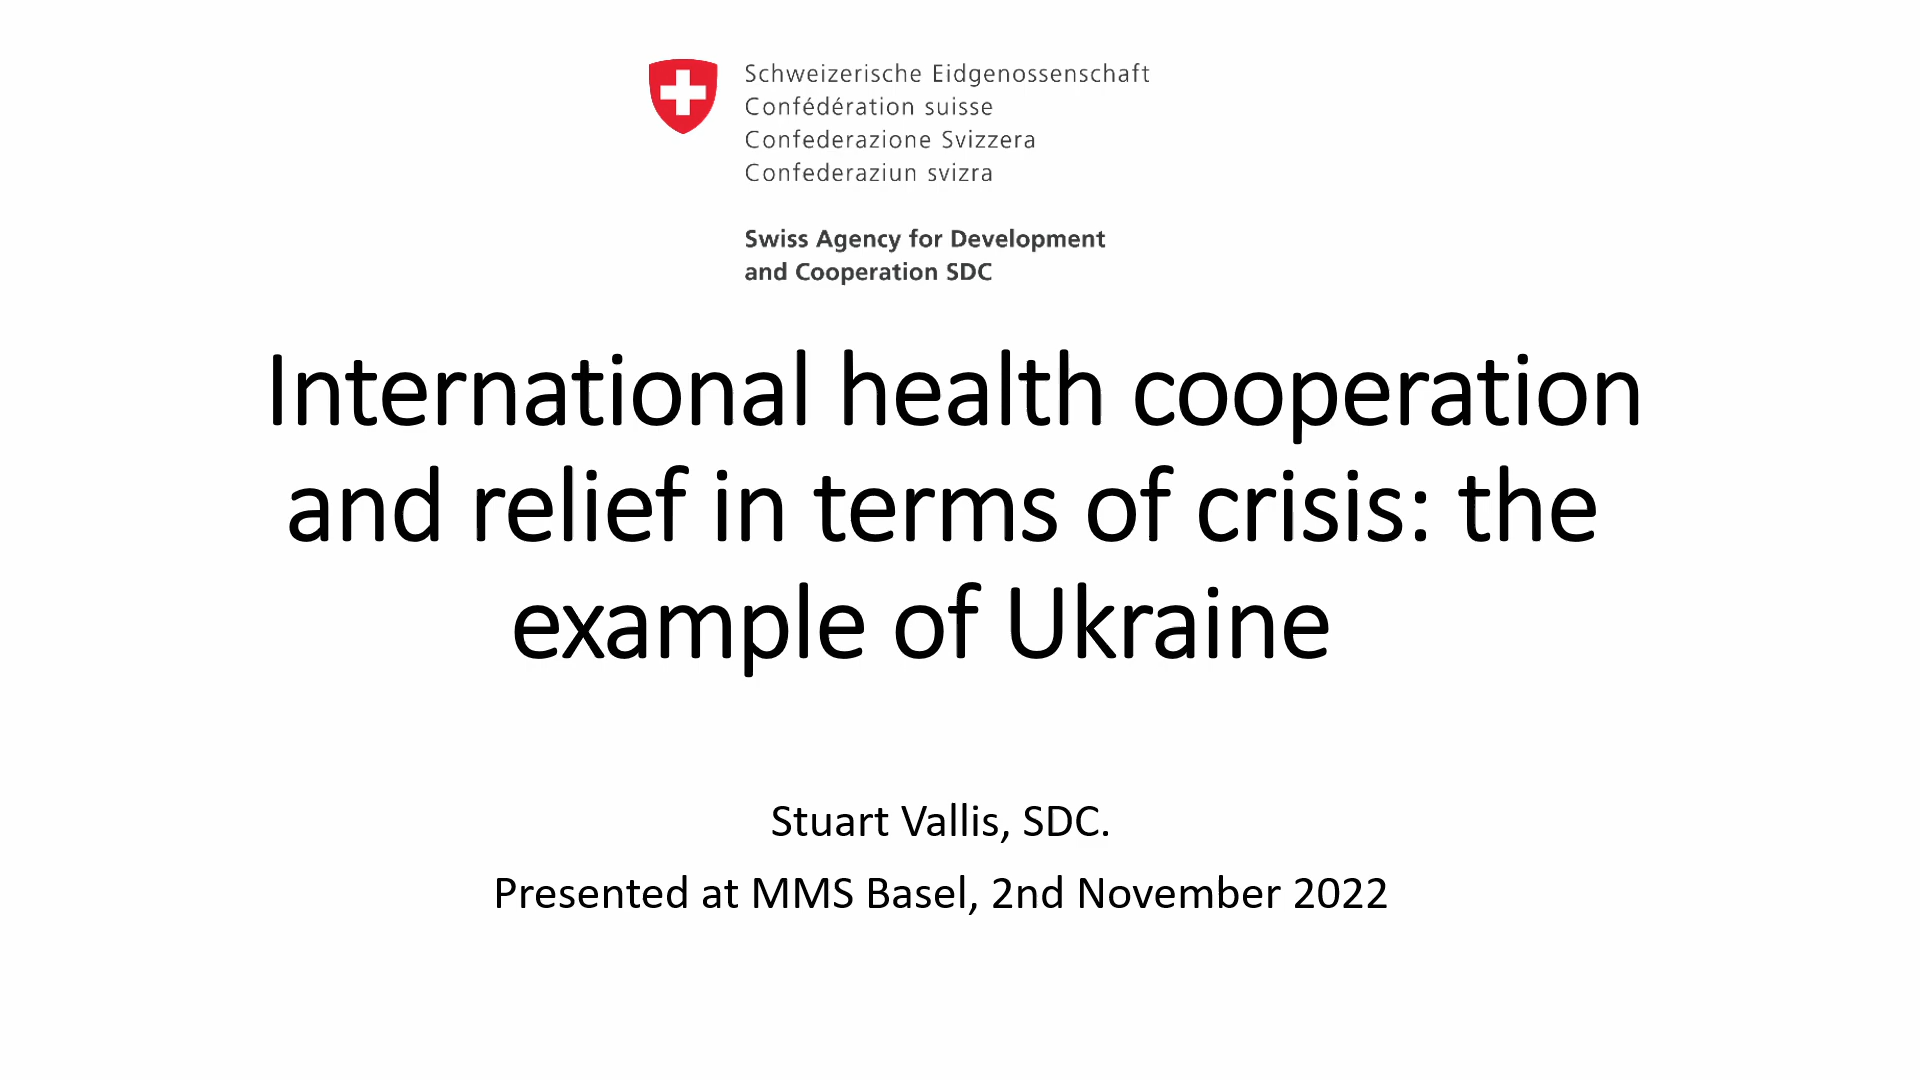 Schweizerische Eidgenossenschaft
Confédération suisse
Confederazione Svizzera
Confederaziun svizra
Swiss Agency for Development
and Cooperation SDC
International health cooperation
and relief in terms of crisis: the
example of Ukraine
Stuart Vallis, SDC.
Presented at MMS Basel, 2nd November 2022